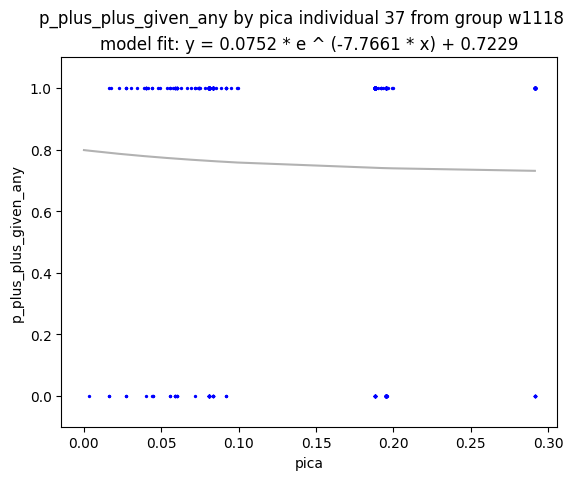 p_plus_plus_given_any by pica individual 37 from group w1118
model fit: y = 0.0752 * e ^ (-7.7661 * x) + 0.7229
p_plus_plus_given_any
1.0
0.8
0.6
0.4
0.2
0.0
0.00 0.05 0.10 0.15 0.20 0.25 0.30
pica